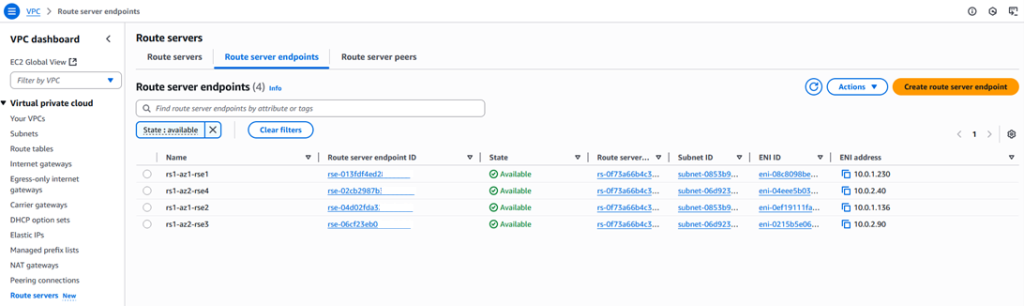 VPC > Route server endpoints
VPC dashboard
EC2 Global View
Filter by VPC
Virtual private cloud
Your VPCs
Subnets
Route tables
Internet gateways
Egress-only internet
gateways
Carrier gateways
DHCP option sets
Elastic IPs
Managed prefix lists
NAT gateways
Peering connections
Route servers New
Route servers
Route servers Route server endpoints Route server peers
Route server endpoints (4) Info
Actions Create route server endpoint
Find route server endpoints by attribute or tags
State : available Clear filters
1
Name Route server endpoint ID State Route server... Subnet ID ENI ID ENI address
rs1-az1-rse1 rse-013fdf4ed2 Available rs-0f73a66b4c3... subnet-0853b9... eni-08c8098be... 10.0.1.230
rs1-az2-rse4 rse-02cb2987b Available rs-0f73a66b4c3... subnet-06d923... eni-04eee5b03... 10.0.2.40
rs1-az1-rse2 rse-04d02fda3 Available rs-0f73a66b4c3... subnet-0853b9... eni-0ef19111fa... 10.0.1.136
rs1-az2-rse3 rse-06cf23eb0 Available rs-0f73a66b4c3... subnet-06d923... eni-0215b5e06... 10.0.2.90